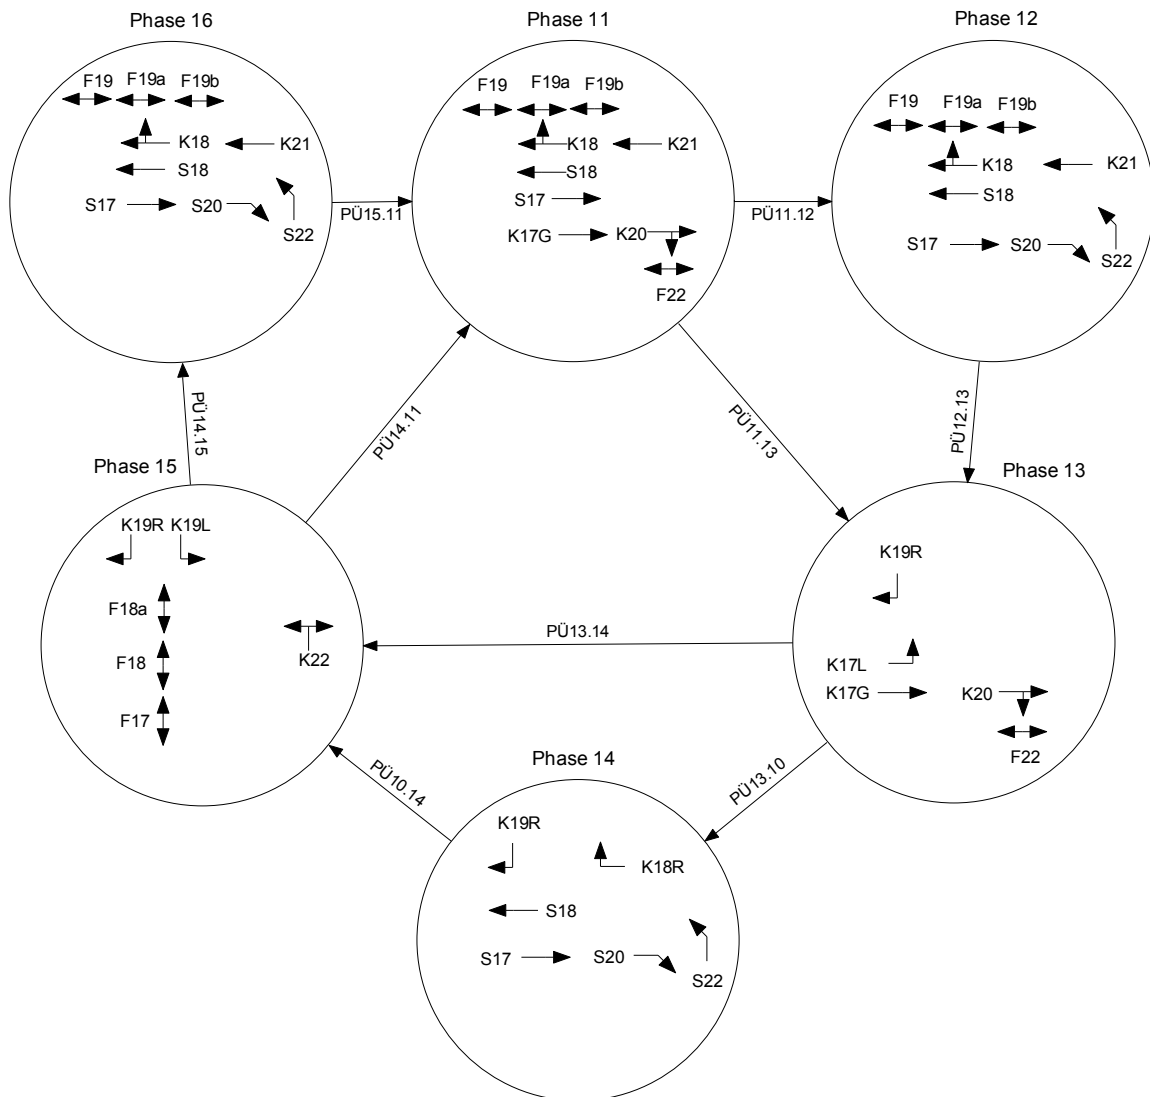 Phase 16
F19 F19a F19b
K18 K21
S18
S17 S20
S22
PÜ15.11
Phase 11
F19 F19a F19b
K18 K21
S18
S17
K17G K20
F22
PÜ11.12
Phase 12
F19 F19a F19b
K18 K21
S18
S17 S20
S22
PÜ14.15
PÜ14.11
PÜ11.13
PÜ12.13
Phase 15
K19R K19L
F18a
F18 K22
F17
PÜ13.14
Phase 13
K19R
K17L
K17G K20
F22
PÜ10.14
PÜ13.10
Phase 14
K19R
K18R
S18
S17 S20
S22